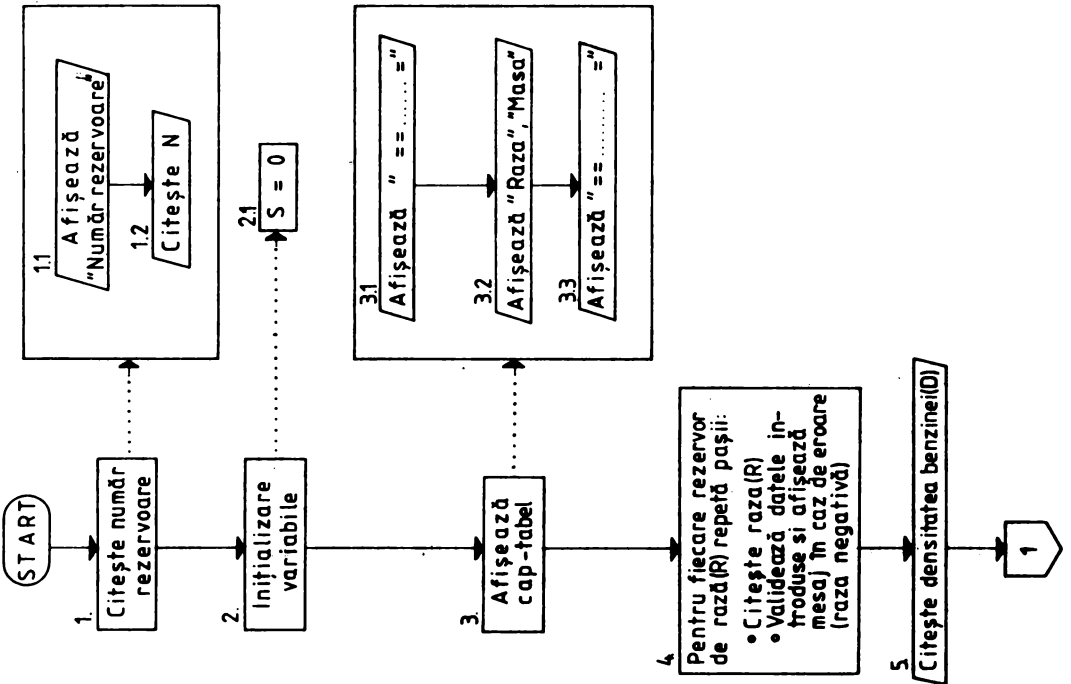 START
1.
Citește număr
rezervoare
1.1
Afișează
"Număr rezervoare"
1.2
Citește N
2.
Inițializare
variabile
2.1
S = 0
3.
Afișează
cap-tabel
3.1
Afișează " ==......="
3.2
Afișează "Raza", "Masa"
3.3
Afișează "==........="
4.
Pentru fiecare rezervor
de rază(R) repetă pașii:
• Citește raza(R)
• Validează datele in-
troduse si afișează
mesaj în caz de eroare
(raza negativă)
5.
Citește densitatea benzinei(D)
1